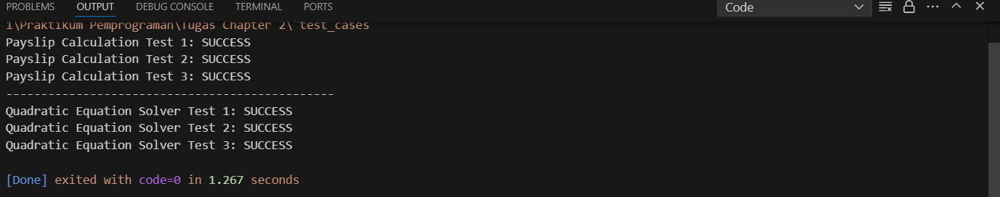 PROBLEMS OUTPUT DEBUG CONSOLE TERMINAL PORTS Code
1\Praktikum Pemprograman\Tugas Chapter 2\"test_cases
Payslip Calculation Test 1: SUCCESS
Payslip Calculation Test 2: SUCCESS
Payslip Calculation Test 3: SUCCESS
-----------------------------------------------
Quadratic Equation Solver Test 1: SUCCESS
Quadratic Equation Solver Test 2: SUCCESS
Quadratic Equation Solver Test 3: SUCCESS
[Done] exited with code=0 in 1.267 seconds